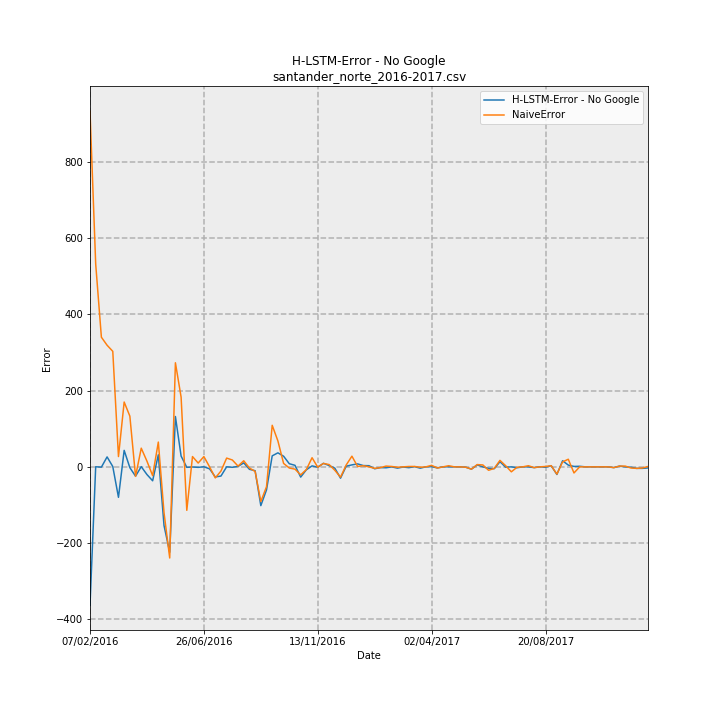 H-LSTM-Error - No Google
santander_norte_2016-2017.csv
H-LSTM-Error - No Google
NaiveError
Error
800
600
400
200
0
−200
−400
07/02/2016
26/06/2016
13/11/2016
02/04/2017
20/08/2017
Date